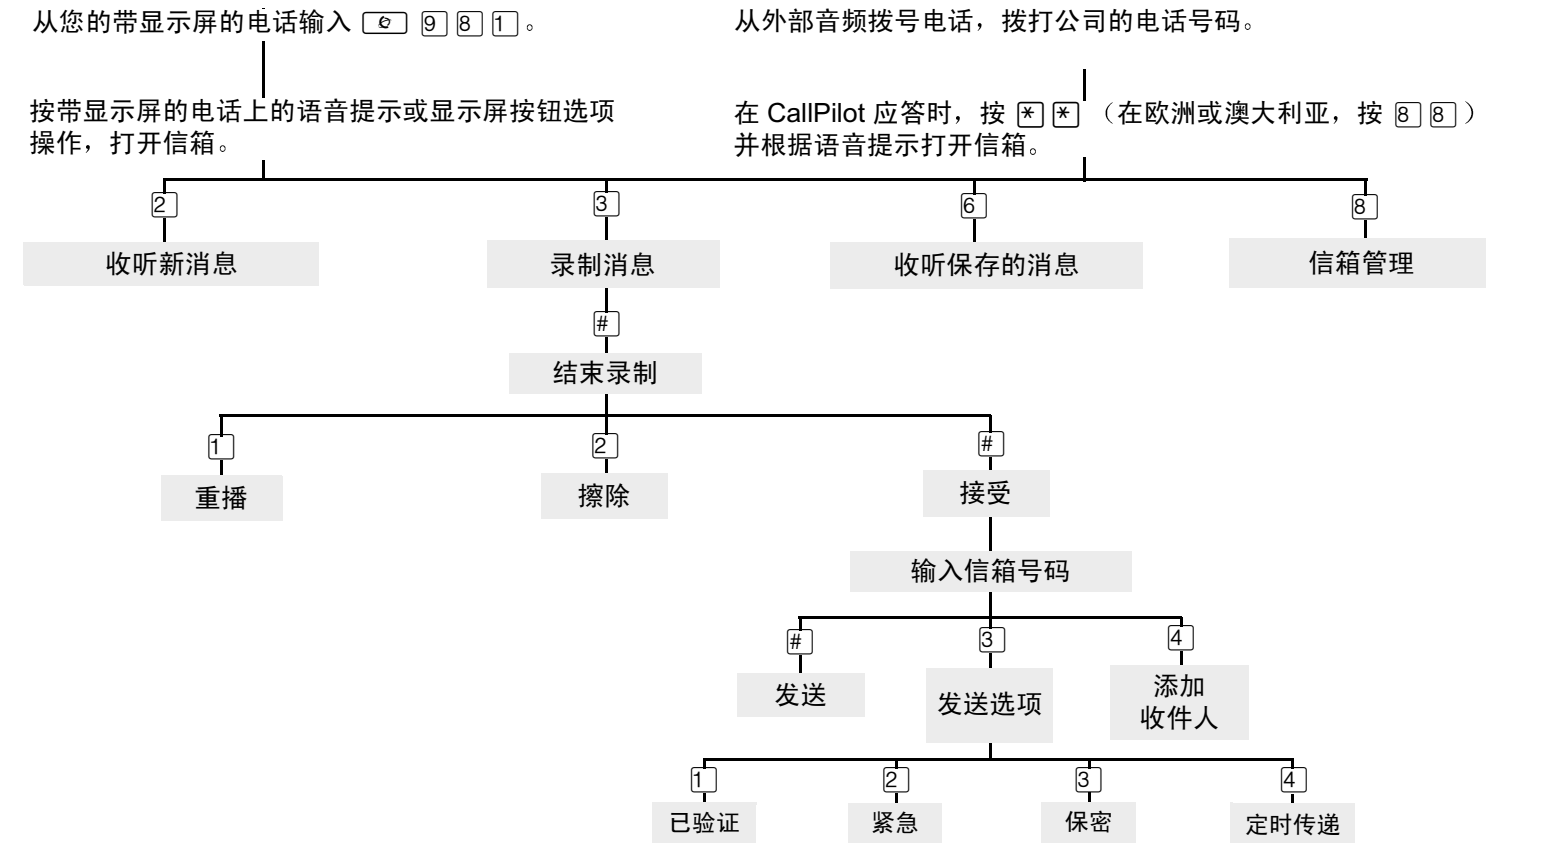 从您的带显示屏的电话输入 9 8 1 。
从外部音频拨号电话，拨打公司的电话号码。
按带显示屏的电话上的语音提示或显示屏按钮选项
操作，打开信箱。
在 CallPilot 应答时，按 * * （在欧洲或澳大利亚，按 8 8 ）
并根据语音提示打开信箱。
2
3
6
8
收听新消息
录制消息
收听保存的消息
信箱管理
#
结束录制
1
2
#
重播
擦除
接受
输入信箱号码
#
3
4
发送
发送选项
添加
收件人
1
2
3
4
已验证
紧急
保密
定时传递